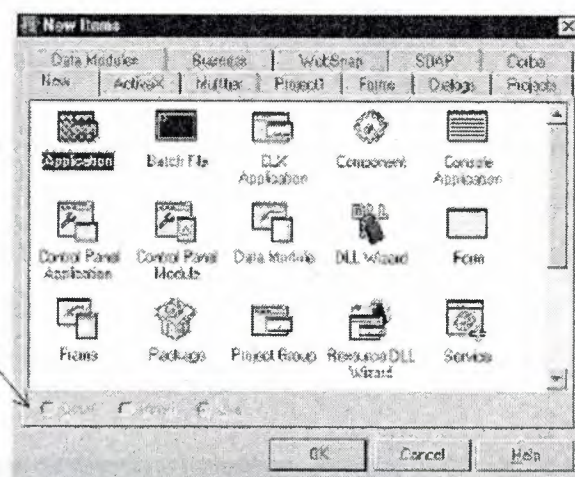 New Items
Data Modules Business WebSnap SOAP Corba
New ActiveX Multitier Project1 Forms Dialogs Projects
Application Batch File CLX Application Component Console Application
Control Panel Application Control Panel Module Data Module DLL Wizard Form
Frame Package Project Group Resource DLL Wizard Service
OK Cancel Help